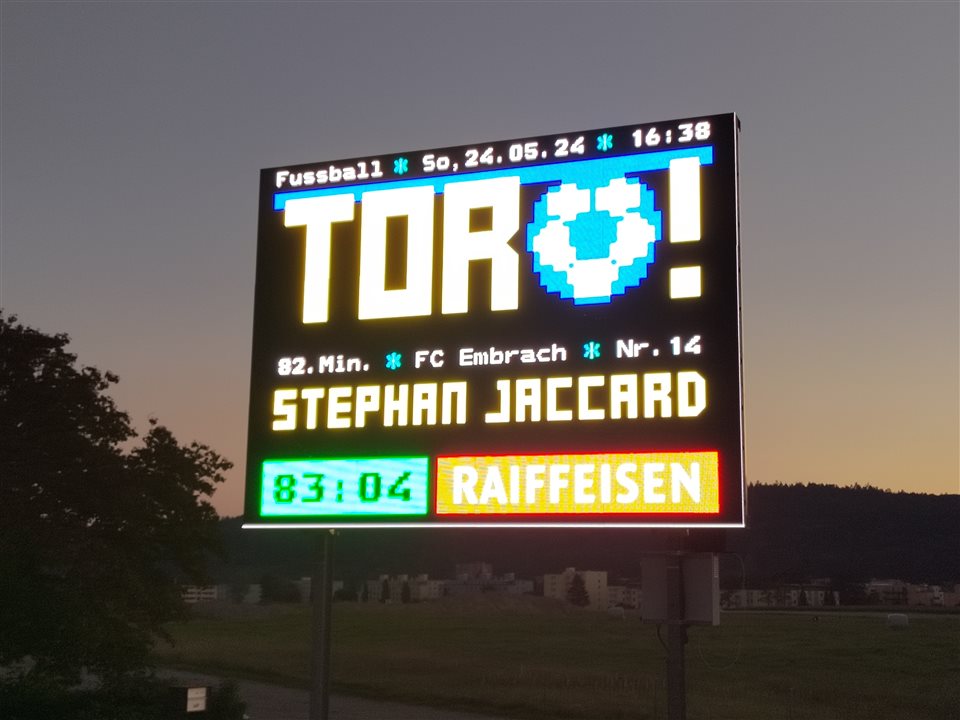 Fussball * So,24.05.24 * 16:38
TOR!
82.Min. * FC Embrach * Nr.14
STEPHAN JACCARD
83:04
RAIFFEISEN